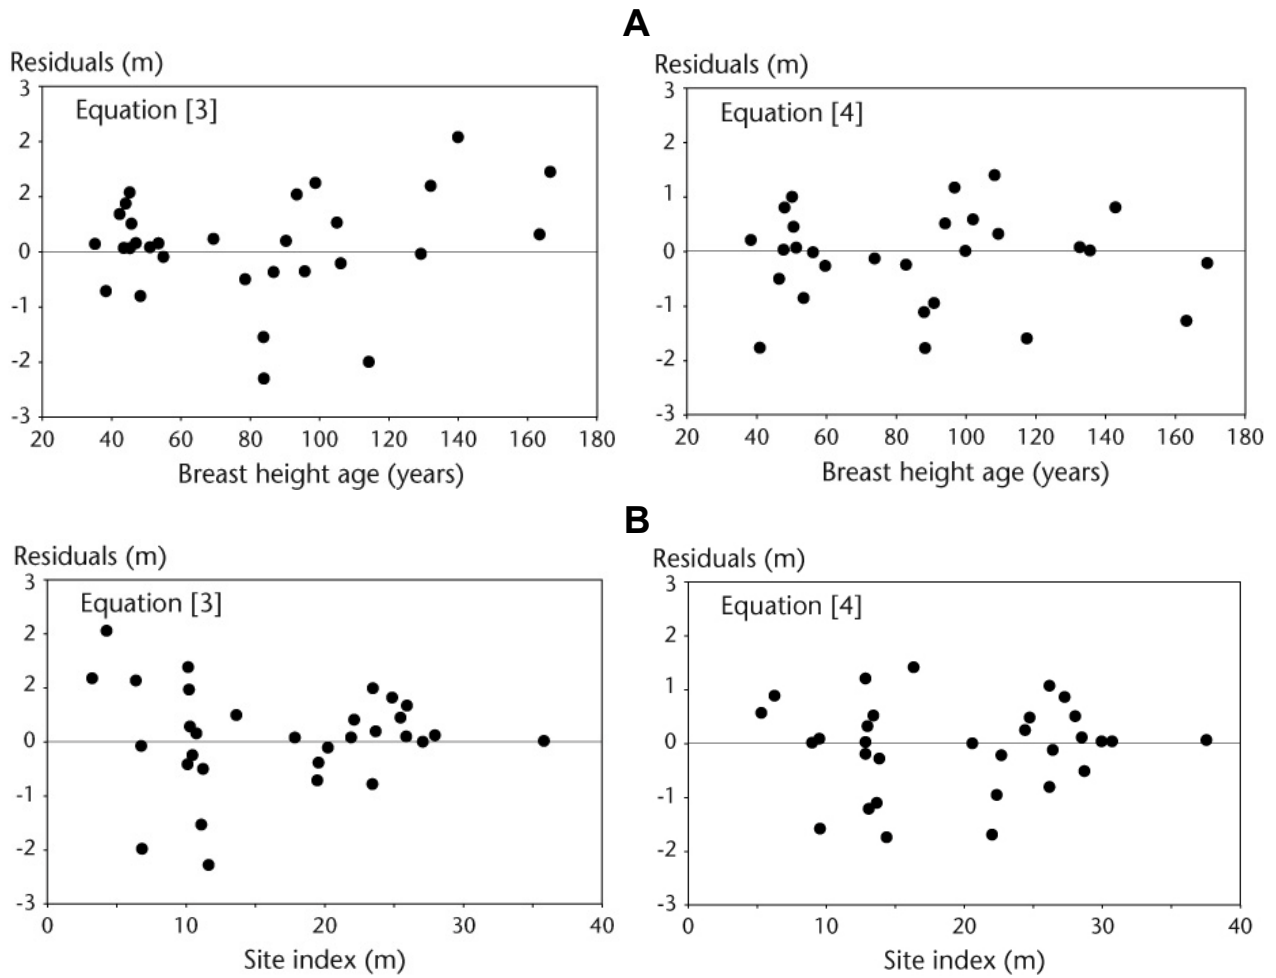 A
Residuals (m)
Equation [3]
3
2
2
0
-1
-2
-3
20 40 60 80 100 120 140 160 180
Breast height age (years)
Residuals (m)
Equation [4]
3
2
1
0
-1
-2
-3
20 40 60 80 100 120 140 160 180
Breast height age (years)
B
Residuals (m)
Equation [3]
3
2
2
0
-1
-2
-3
0 10 20 30 40
Site index (m)
Residuals (m)
Equation [4]
3
2
1
0
-1
-2
-3
0 10 20 30 40
Site index (m)